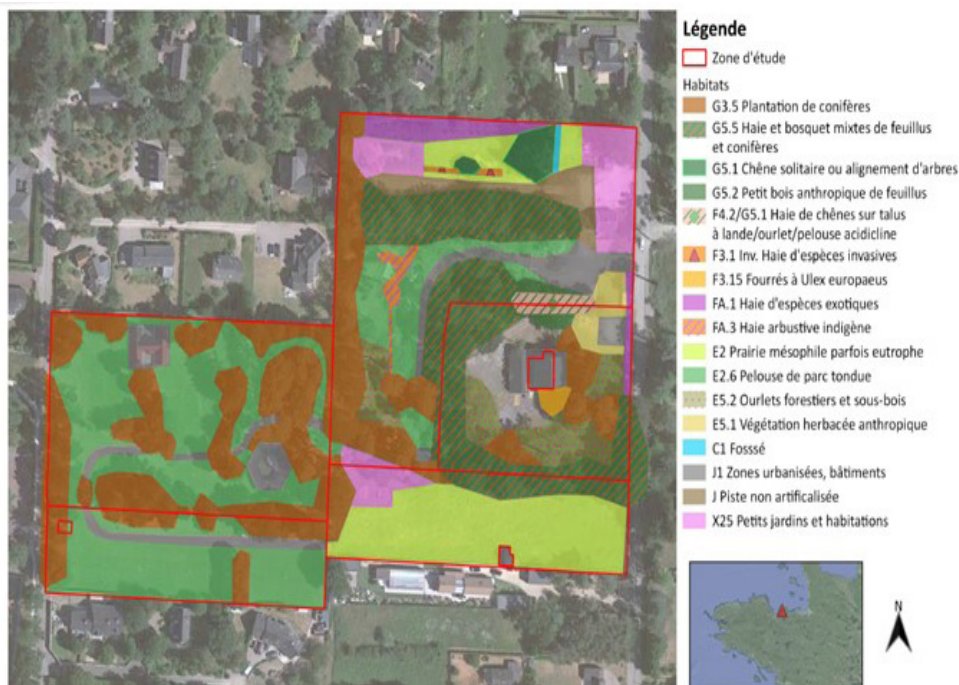 Légende
Zone d'étude
Habitats
G3.5 Plantation de conifères
G5.5 Haie et bosquet mixtes de feuillus
et conifères
G5.1 Chêne solitaire ou alignement d'arbres
G5.2 Petit bois anthropique de feuillus
F4.2/G5.1 Haie de chênes sur talus
à lande/ourlet/pelouse acidicline
F3.1 Inv. Haie d'espèces invasives
F3.15 Fourrés à Ulex europaeus
FA.1 Haie d'espèces exotiques
FA.3 Haie arbustive indigène
E2 Prairie mésophile parfois eutrophe
E2.6 Pelouse de parc tondue
E5.2 Ourlets forestiers et sous-bois
E5.1 Végétation herbacée anthropique
C1 Fosssé
J1 Zones urbanisées, bâtiments
J Piste non artificalisée
X25 Petits jardins et habitations
N